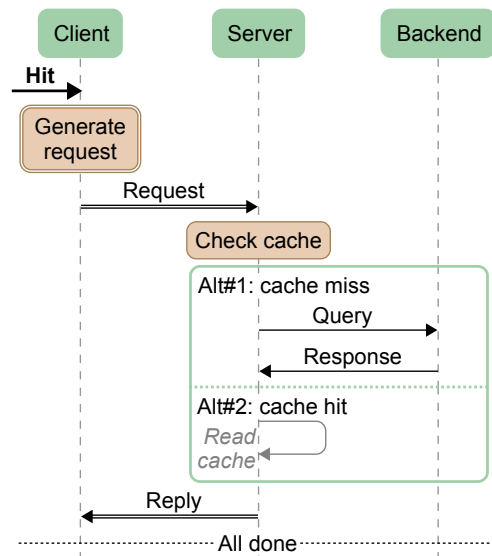 Client
Server
Backend
Hit
Generate
request
Request
Check cache
Alt#1: cache miss
Query
Response
Alt#2: cache hit
Read
cache
Reply
All done